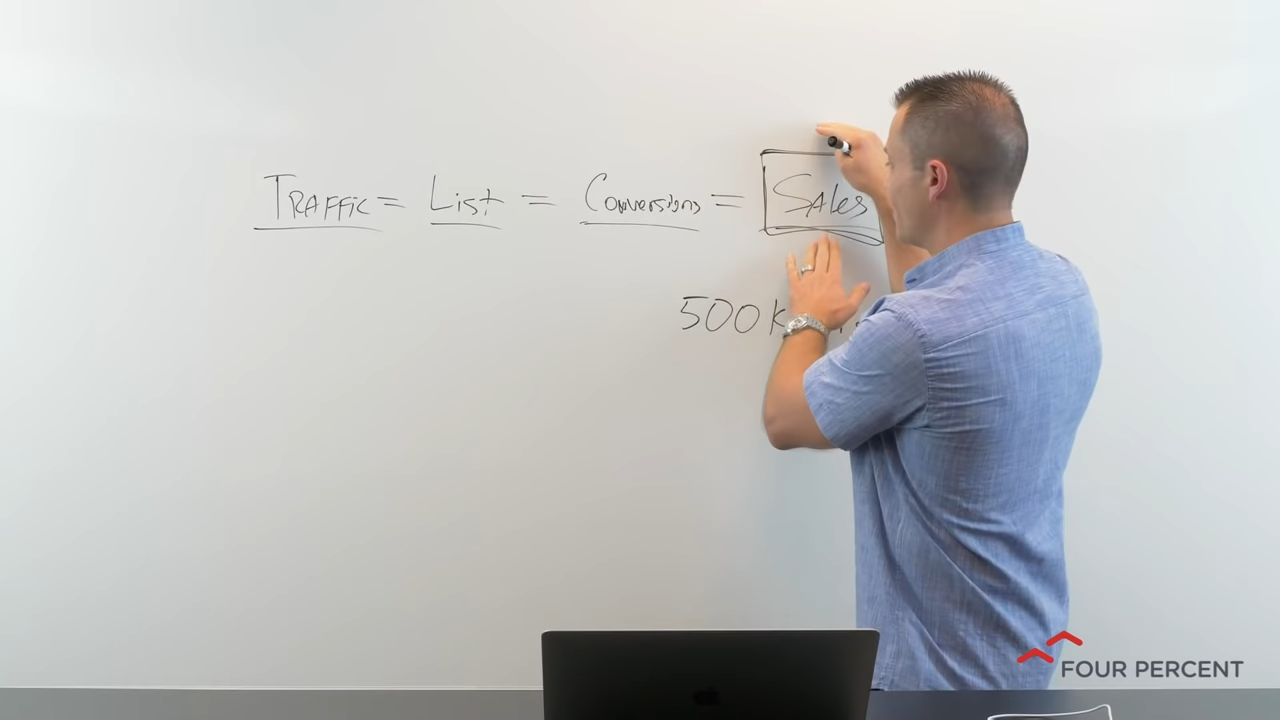 Traffic = List = Conversions = Sales
500k
FOUR PERCENT